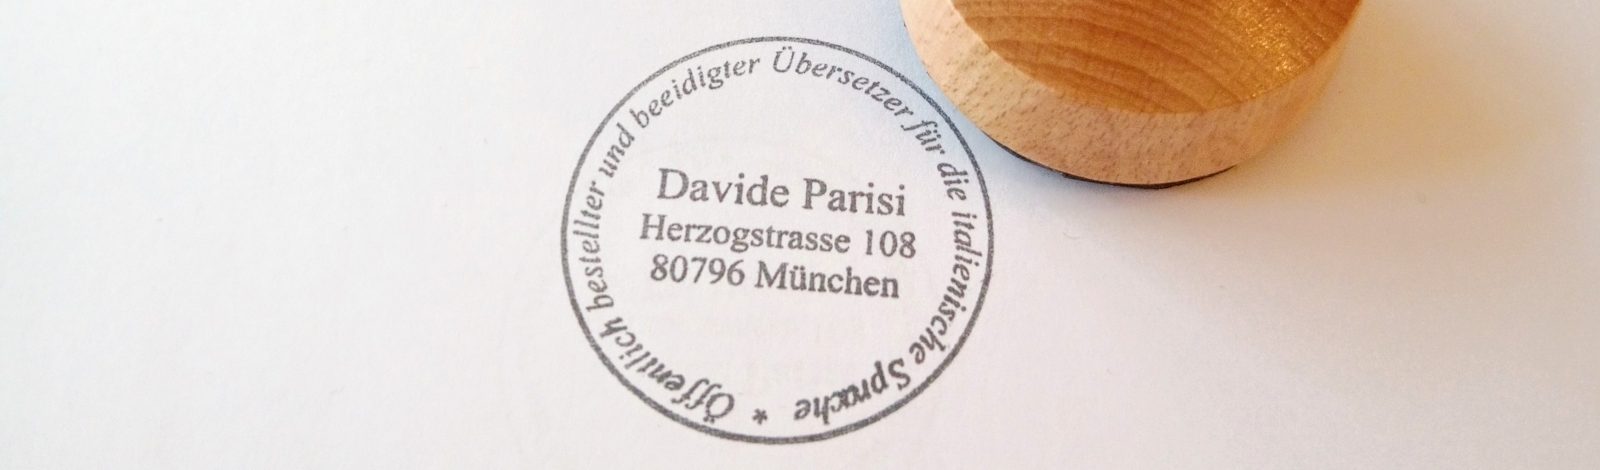 Öffentlich bestellter und beeidigter Übersetzer für die italienische Sprache *
Davide Parisi
Herzogstrasse 108
80796 München